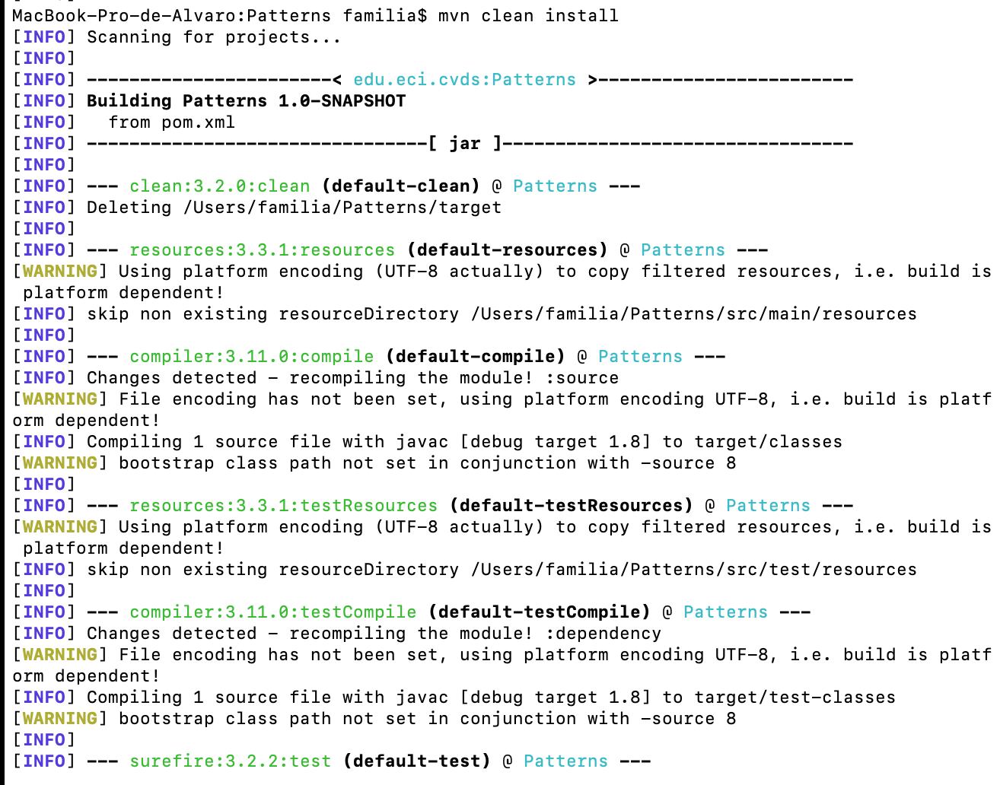 MacBook-Pro-de-Alvaro:Patterns familia$ mvn clean install
[INFO] Scanning for projects...
[INFO]
[INFO] -----------------------< edu.eci.cvds:Patterns >------------------------
[INFO] Building Patterns 1.0-SNAPSHOT
[INFO]   from pom.xml
[INFO] --------------------------------[ jar ]---------------------------------
[INFO]
[INFO] --- clean:3.2.0:clean (default-clean) @ Patterns ---
[INFO] Deleting /Users/familia/Patterns/target
[INFO]
[INFO] --- resources:3.3.1:resources (default-resources) @ Patterns ---
[WARNING] Using platform encoding (UTF-8 actually) to copy filtered resources, i.e. build is
 platform dependent!
[INFO] skip non existing resourceDirectory /Users/familia/Patterns/src/main/resources
[INFO]
[INFO] --- compiler:3.11.0:compile (default-compile) @ Patterns ---
[INFO] Changes detected - recompiling the module! :source
[WARNING] File encoding has not been set, using platform encoding UTF-8, i.e. build is platf
orm dependent!
[INFO] Compiling 1 source file with javac [debug target 1.8] to target/classes
[WARNING] bootstrap class path not set in conjunction with -source 8
[INFO]
[INFO] --- resources:3.3.1:testResources (default-testResources) @ Patterns ---
[WARNING] Using platform encoding (UTF-8 actually) to copy filtered resources, i.e. build is
 platform dependent!
[INFO] skip non existing resourceDirectory /Users/familia/Patterns/src/test/resources
[INFO]
[INFO] --- compiler:3.11.0:testCompile (default-testCompile) @ Patterns ---
[INFO] Changes detected - recompiling the module! :dependency
[WARNING] File encoding has not been set, using platform encoding UTF-8, i.e. build is platf
orm dependent!
[INFO] Compiling 1 source file with javac [debug target 1.8] to target/test-classes
[WARNING] bootstrap class path not set in conjunction with -source 8
[INFO]
[INFO] --- surefire:3.2.2:test (default-test) @ Patterns ---